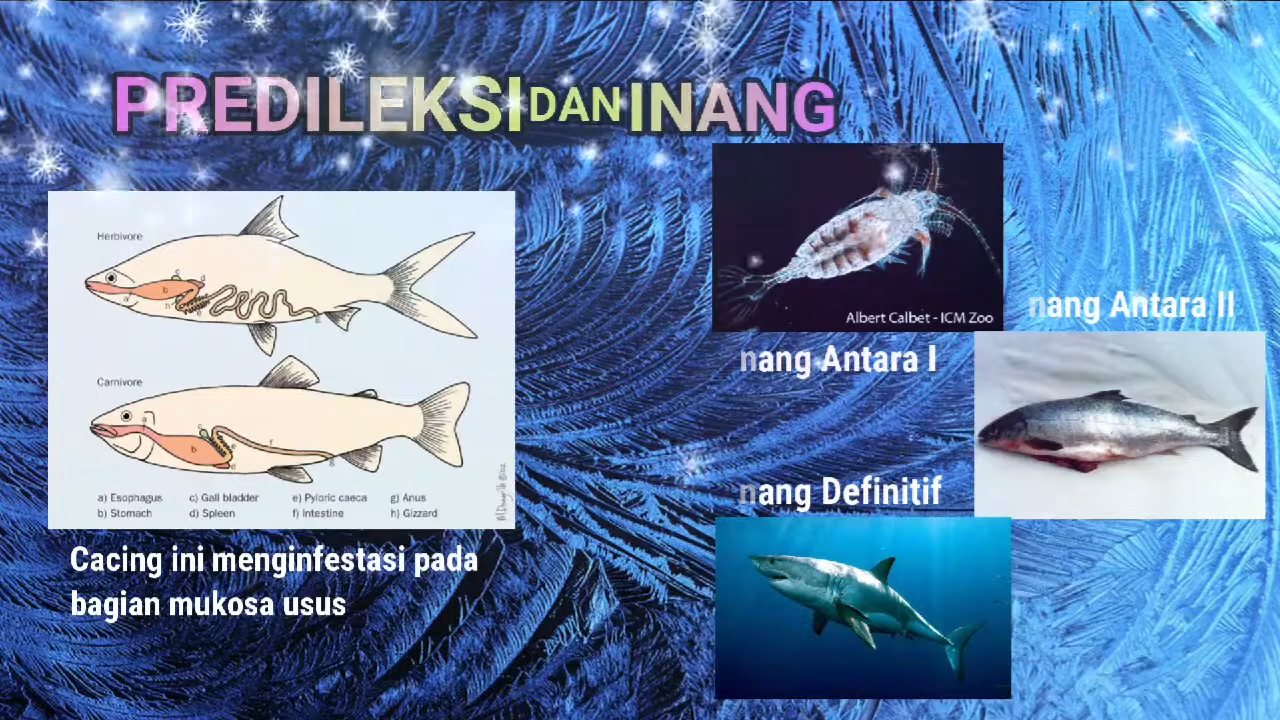 PREDILEKSI DAN INANG
Herbivore
c d
b
a
h
g
Carnivore
a
c
e
f
b
d
g
a) Esophagus c) Gall bladder e) Pyloric caeca g) Anus
b) Stomach d) Spleen f) Intestine h) Gizzard
Cacing ini menginfestasi pada
bagian mukosa usus
Albert Calbet - ICM Zoo
nang Antara I
nang Antara II
nang Definitif